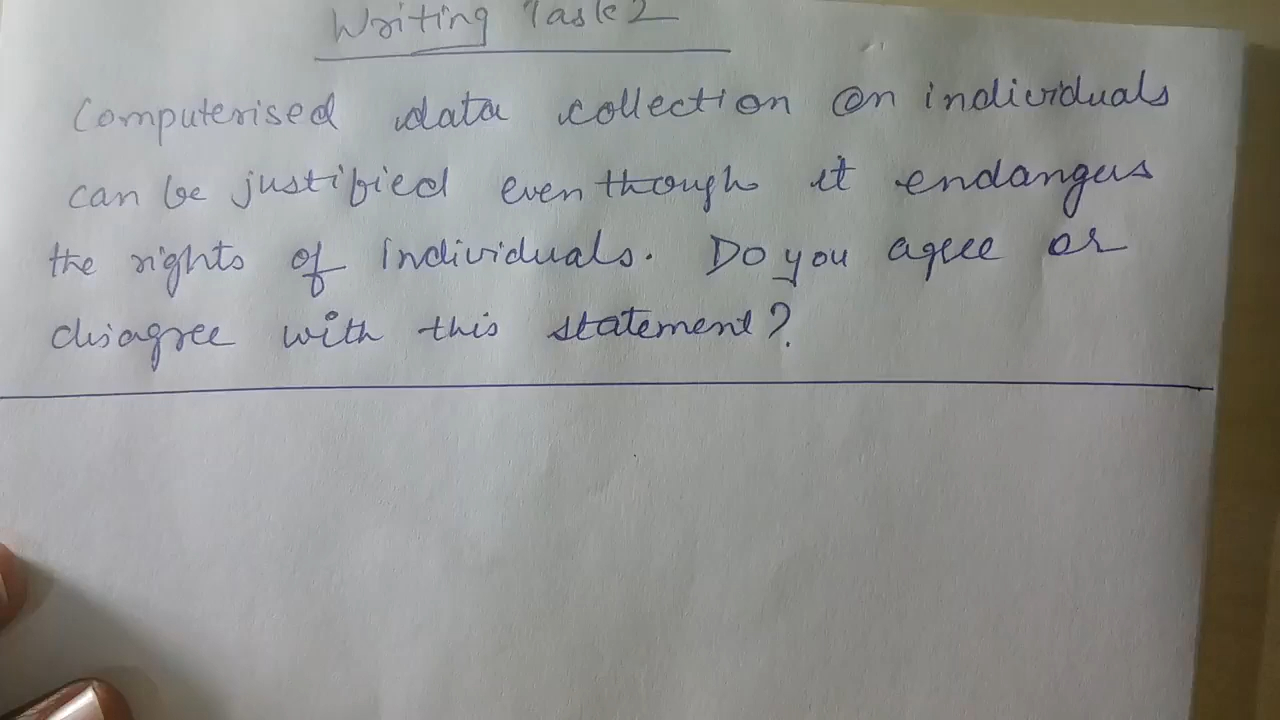 Writing Task 2
Computerised data collection on individuals
can be justified even though it endangers
the rights of individuals. Do you agree or
disagree with this statement?